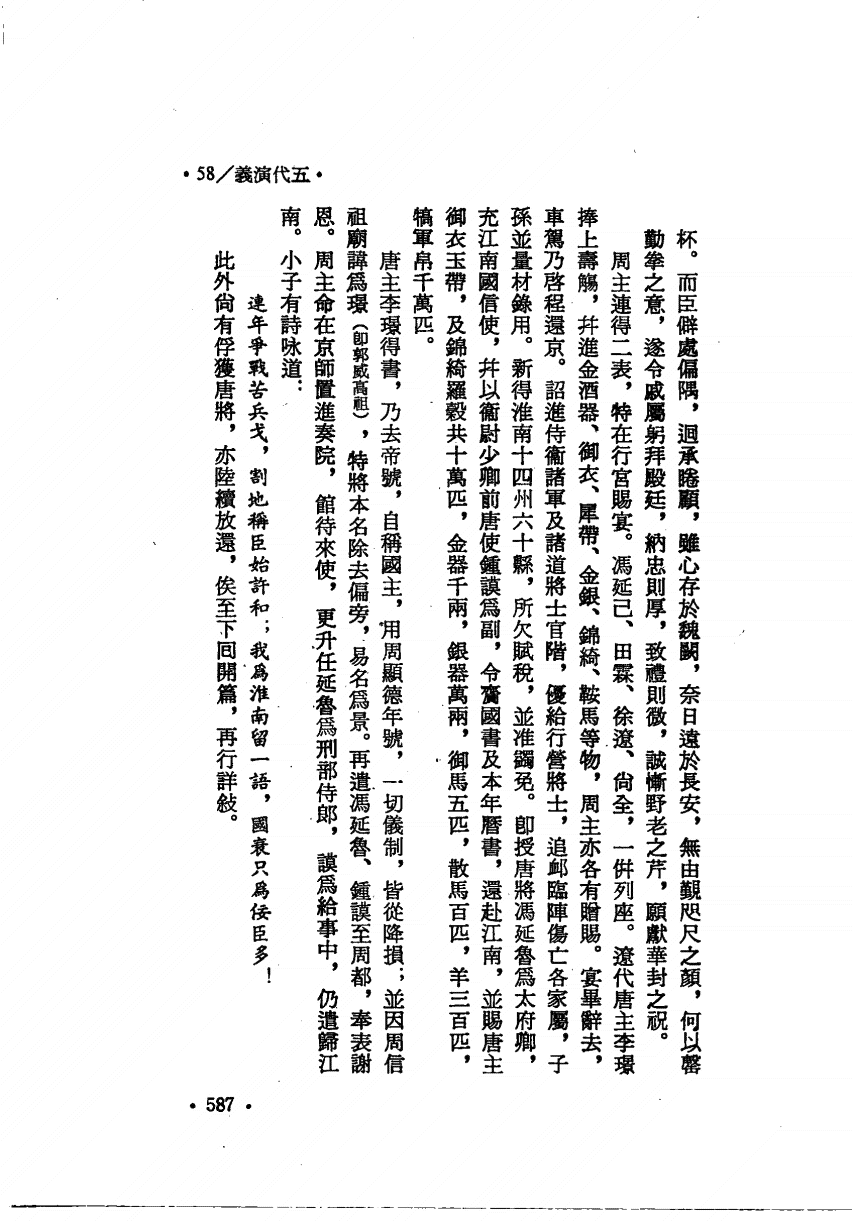 •58／義演代五•
杯。而臣僻處偏隅，迴承睠顧，雖心存於魏闕，奈日遠於長安，無由覲咫尺之顏，何以罄
勤拳之意，遂令戚屬躬拜殿廷，納忠則厚，致禮則微，誠慚野老之芹，願獻華封之祝。
周主連得二表，特在行宮賜宴。馮延己、田霖、徐遼、尙全，一倂列座。遼代唐主李璟
捧上壽觴，幷進金酒器、御衣、犀帶、金銀、錦綺、鞍馬等物，周主亦各有贈賜。宴畢辭去，
車駕乃啓程還京。詔進侍衞諸軍及諸道將士官階，優給行營將士，追卹臨陣傷亡各家屬，子
孫並量材錄用。新得淮南十四州六十縣，所欠賦稅，並准蠲免。卽授唐將馮延魯爲太府卿，
充江南國信使，幷以衞尉少卿前唐使鍾謨爲副，令齎國書及本年曆書，還赴江南，並賜唐主
御衣玉帶，及錦綺羅縠共十萬匹，金器千兩，銀器萬兩，御馬五匹，散馬百匹，羊三百匹，
犒軍帛千萬匹。
唐主李璟得書，乃去帝號，自稱國主，用周顯德年號，一切儀制，皆從降損；並因周信
祖廟諱爲璟（卽郭威高祖），特將本名除去偏旁，易名爲景。再遣馮延魯、鍾謨至周都，奉表謝
恩。周主命在京師置進奏院，館待來使，更升任延魯爲刑部侍郎，謨爲給事中，仍遣歸江
南。小子有詩咏道：
連年爭戰苦兵戈，割地稱臣始許和；我爲淮南留一語，國衰只爲佞臣多！
此外尙有俘獲唐將，亦陸續放還，俟至下囘開篇，再行詳敍。
•587•